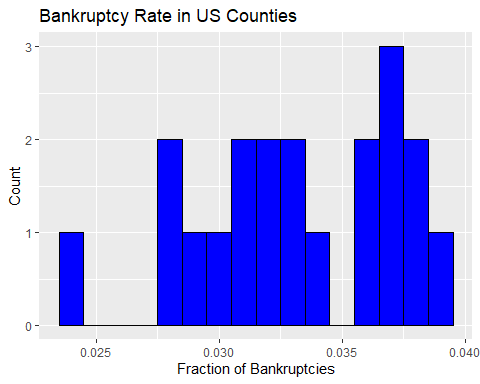 Bankruptcy Rate in US Counties
3
2
1
0
Count
0.025 0.030 0.035 0.040
Fraction of Bankruptcies